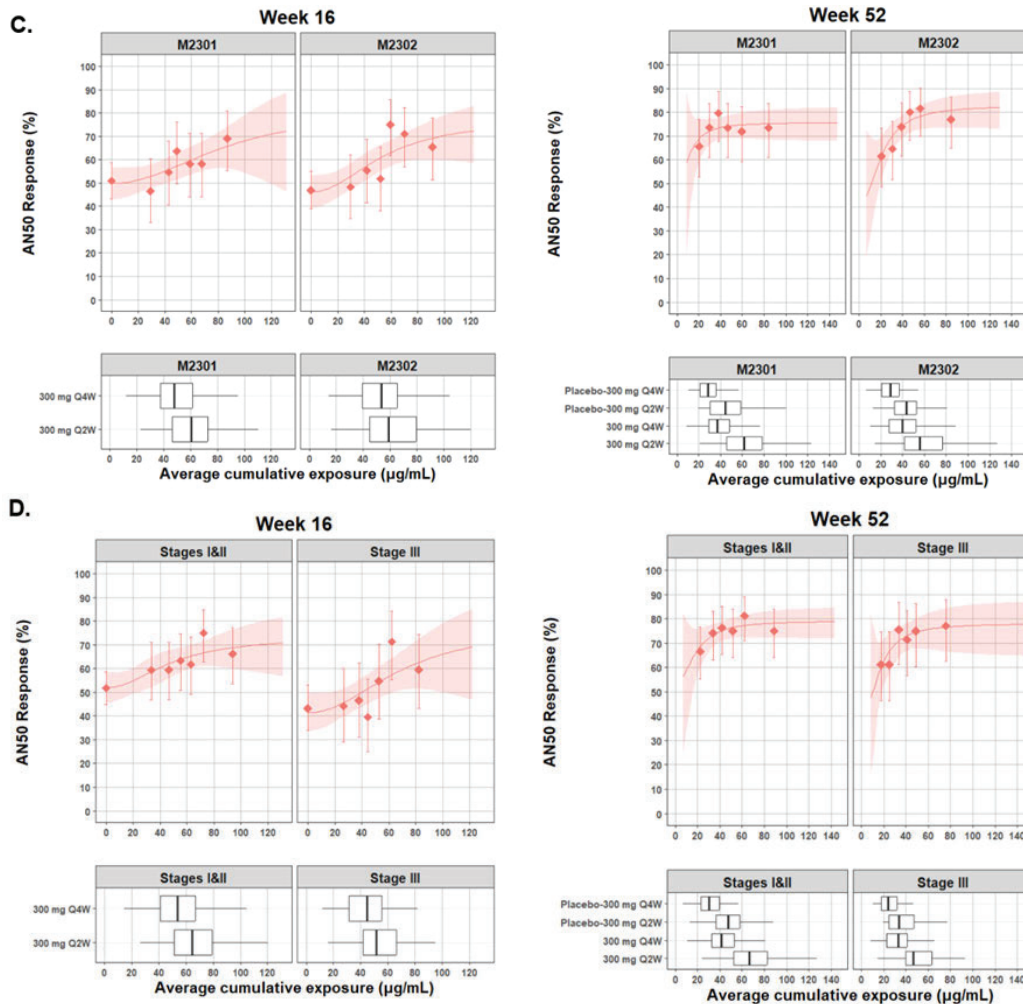 C.
Week 16
M2301 M2302
AN50 Response (%)
100
90
80
70
60
50
40
30
20
10
0
0 20 40 60 80 100 120 0 20 40 60 80 100 120
M2301 M2302
300 mg Q4W
300 mg Q2W
0 20 40 60 80 100 120 0 20 40 60 80 100 120
Average cumulative exposure (µg/mL)
Week 52
M2301 M2302
AN50 Response (%)
100
90
80
70
60
50
40
30
20
10
0
0 20 40 60 80 100 120 140 0 20 40 60 80 100 120 140
M2301 M2302
Placebo-300 mg Q4W
Placebo-300 mg Q2W
300 mg Q4W
300 mg Q2W
0 20 40 60 80 100 120 140 0 20 40 60 80 100 120 140
Average cumulative exposure (µg/mL)
D.
Week 16
Stages I&II Stage III
AN50 Response (%)
100
90
80
70
60
50
40
30
20
10
0
0 20 40 60 80 100 120 0 20 40 60 80 100 120
Stages I&II Stage III
300 mg Q4W
300 mg Q2W
0 20 40 60 80 100 120 0 20 40 60 80 100 120
Average cumulative exposure (µg/mL)
Week 52
Stages I&II Stage III
AN50 Response (%)
100
90
80
70
60
50
40
30
20
10
0
0 20 40 60 80 100 120 140 0 20 40 60 80 100 120 140
Stages I&II Stage III
Placebo-300 mg Q4W
Placebo-300 mg Q2W
300 mg Q4W
300 mg Q2W
0 20 40 60 80 100 120 140 0 20 40 60 80 100 120 140
Average cumulative exposure (µg/mL)